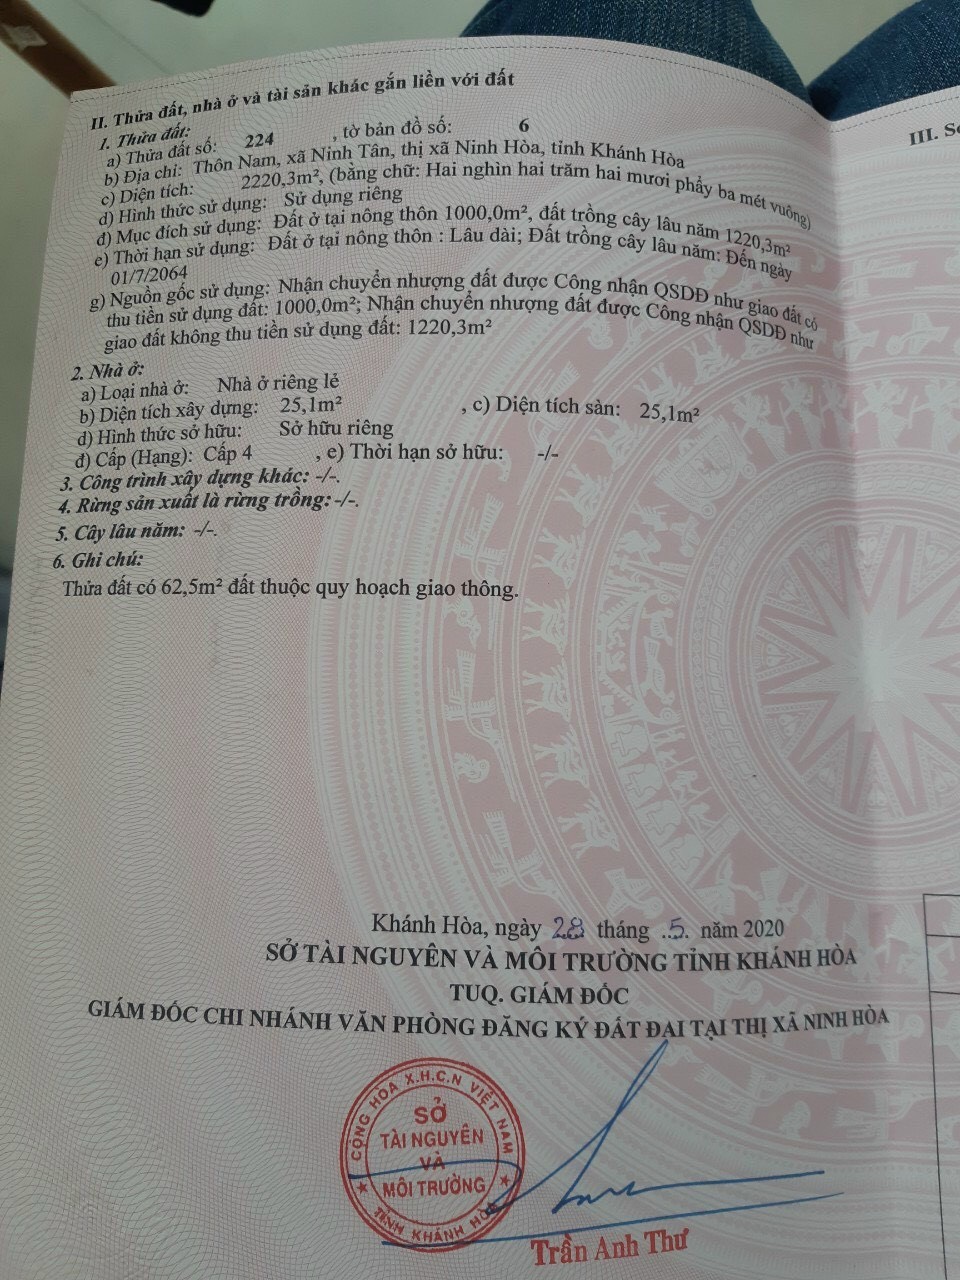 II. Thửa đất, nhà ở và tài sản khác gắn liền với đất
1. Thửa đất:
a) Thửa đất số: 224 , tờ bản đồ số: 6
b) Địa chỉ: Thôn Nam, xã Ninh Tân, thị xã Ninh Hòa, tỉnh Khánh Hòa
c) Diện tích: 2220,3m², (bằng chữ: Hai nghìn hai trăm hai mươi phẩy ba mét vuông)
d) Hình thức sử dụng: Sử dụng riêng
đ) Mục đích sử dụng: Đất ở tại nông thôn 1000,0m², đất trồng cây lâu năm 1220,3m²
e) Thời hạn sử dụng: Đất ở tại nông thôn : Lâu dài; Đất trồng cây lâu năm: Đến ngày
01/7/2064
g) Nguồn gốc sử dụng: Nhận chuyển nhượng đất được Công nhận QSDĐ như giao đất có
thu tiền sử dụng đất: 1000,0m²; Nhận chuyển nhượng đất được Công nhận QSDĐ như
giao đất không thu tiền sử dụng đất: 1220,3m²
2. Nhà ở:
a) Loại nhà ở: Nhà ở riêng lẻ
b) Diện tích xây dựng: 25,1m² , c) Diện tích sàn: 25,1m²
d) Hình thức sở hữu: Sở hữu riêng
đ) Cấp (Hạng): Cấp 4 , e) Thời hạn sở hữu: -/-
3. Công trình xây dựng khác: -/-.
4. Rừng sản xuất là rừng trồng: -/-.
5. Cây lâu năm: -/-.
6. Ghi chú:
Thửa đất có 62,5m² đất thuộc quy hoạch giao thông.
III. S
Khánh Hòa, ngày 28 tháng ..5. năm 2020
SỞ TÀI NGUYÊN VÀ MÔI TRƯỜNG TỈNH KHÁNH HÒA
TUQ. GIÁM ĐỐC
GIÁM ĐỐC CHI NHÁNH VĂN PHÒNG ĐĂNG KÝ ĐẤT ĐAI TẠI THỊ XÃ NINH HÒA
CỘNG HÒA X.H.C.N VIỆT NAM
SỞ
TÀI NGUYÊN
VÀ
MÔI TRƯỜNG
TỈNH KHÁNH HÒA
Trần Anh Thư